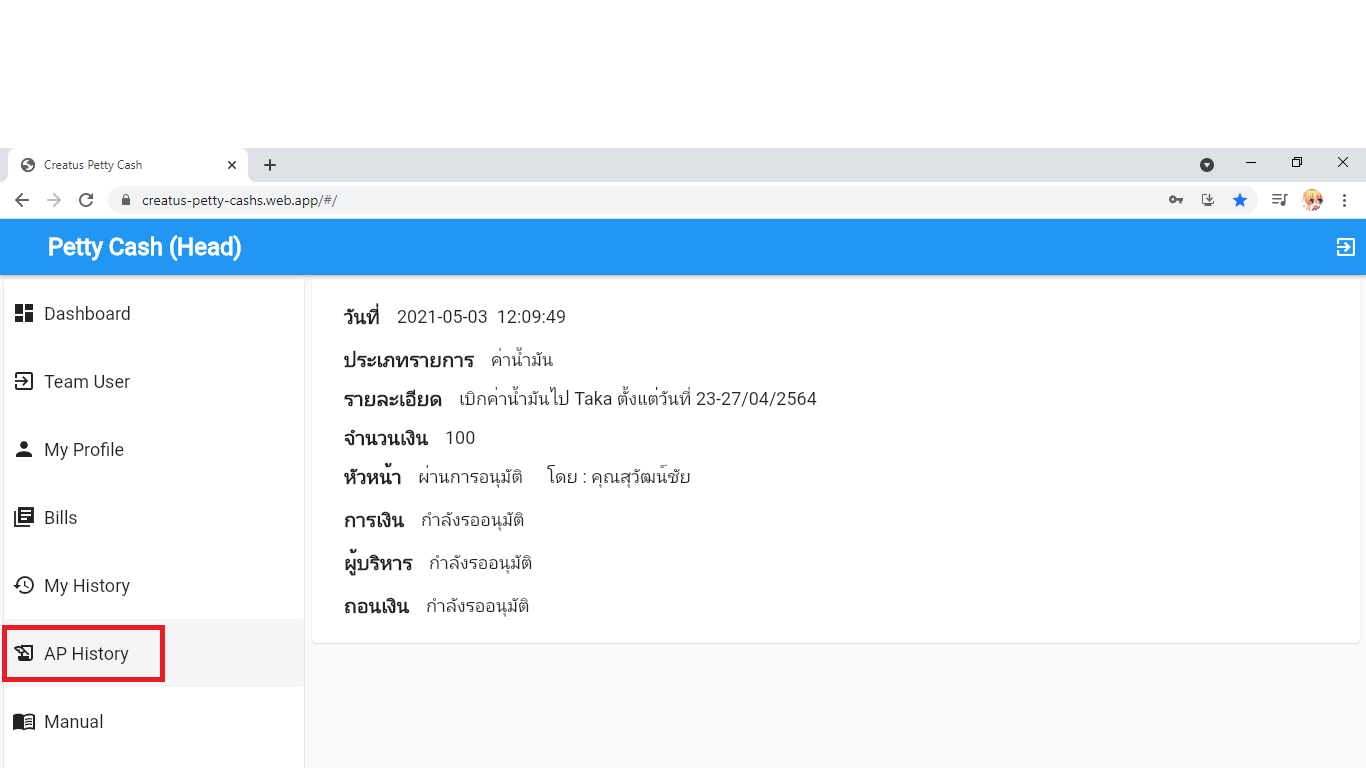 Creatus Petty Cash
creatus-petty-cashs.web.app/#/
Petty Cash (Head)
Dashboard
Team User
My Profile
Bills
My History
AP History
Manual
วันที่ 2021-05-03 12:09:49
ประเภทรายการ ค่าน้ำมัน
รายละเอียด เบิกค่าน้ำมันไป Taka ตั้งแต่วันที่ 23-27/04/2564
จำนวนเงิน 100
หัวหน้า ผ่านการอนุมัติ โดย : คุณสุวัฒน์ชัย
การเงิน กำลังรออนุมัติ
ผู้บริหาร กำลังรออนุมัติ
ถอนเงิน กำลังรออนุมัติ